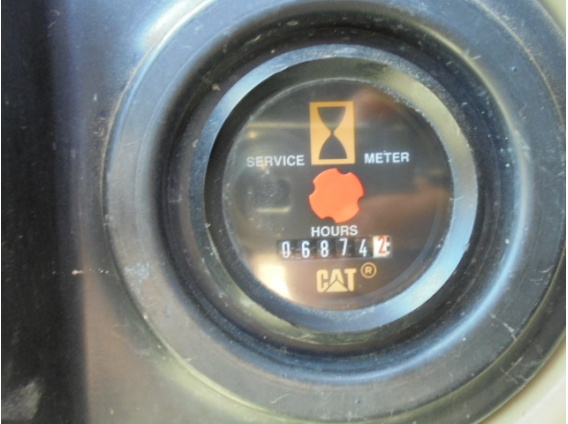 SERVICE METER
HOURS
068742
CAT®